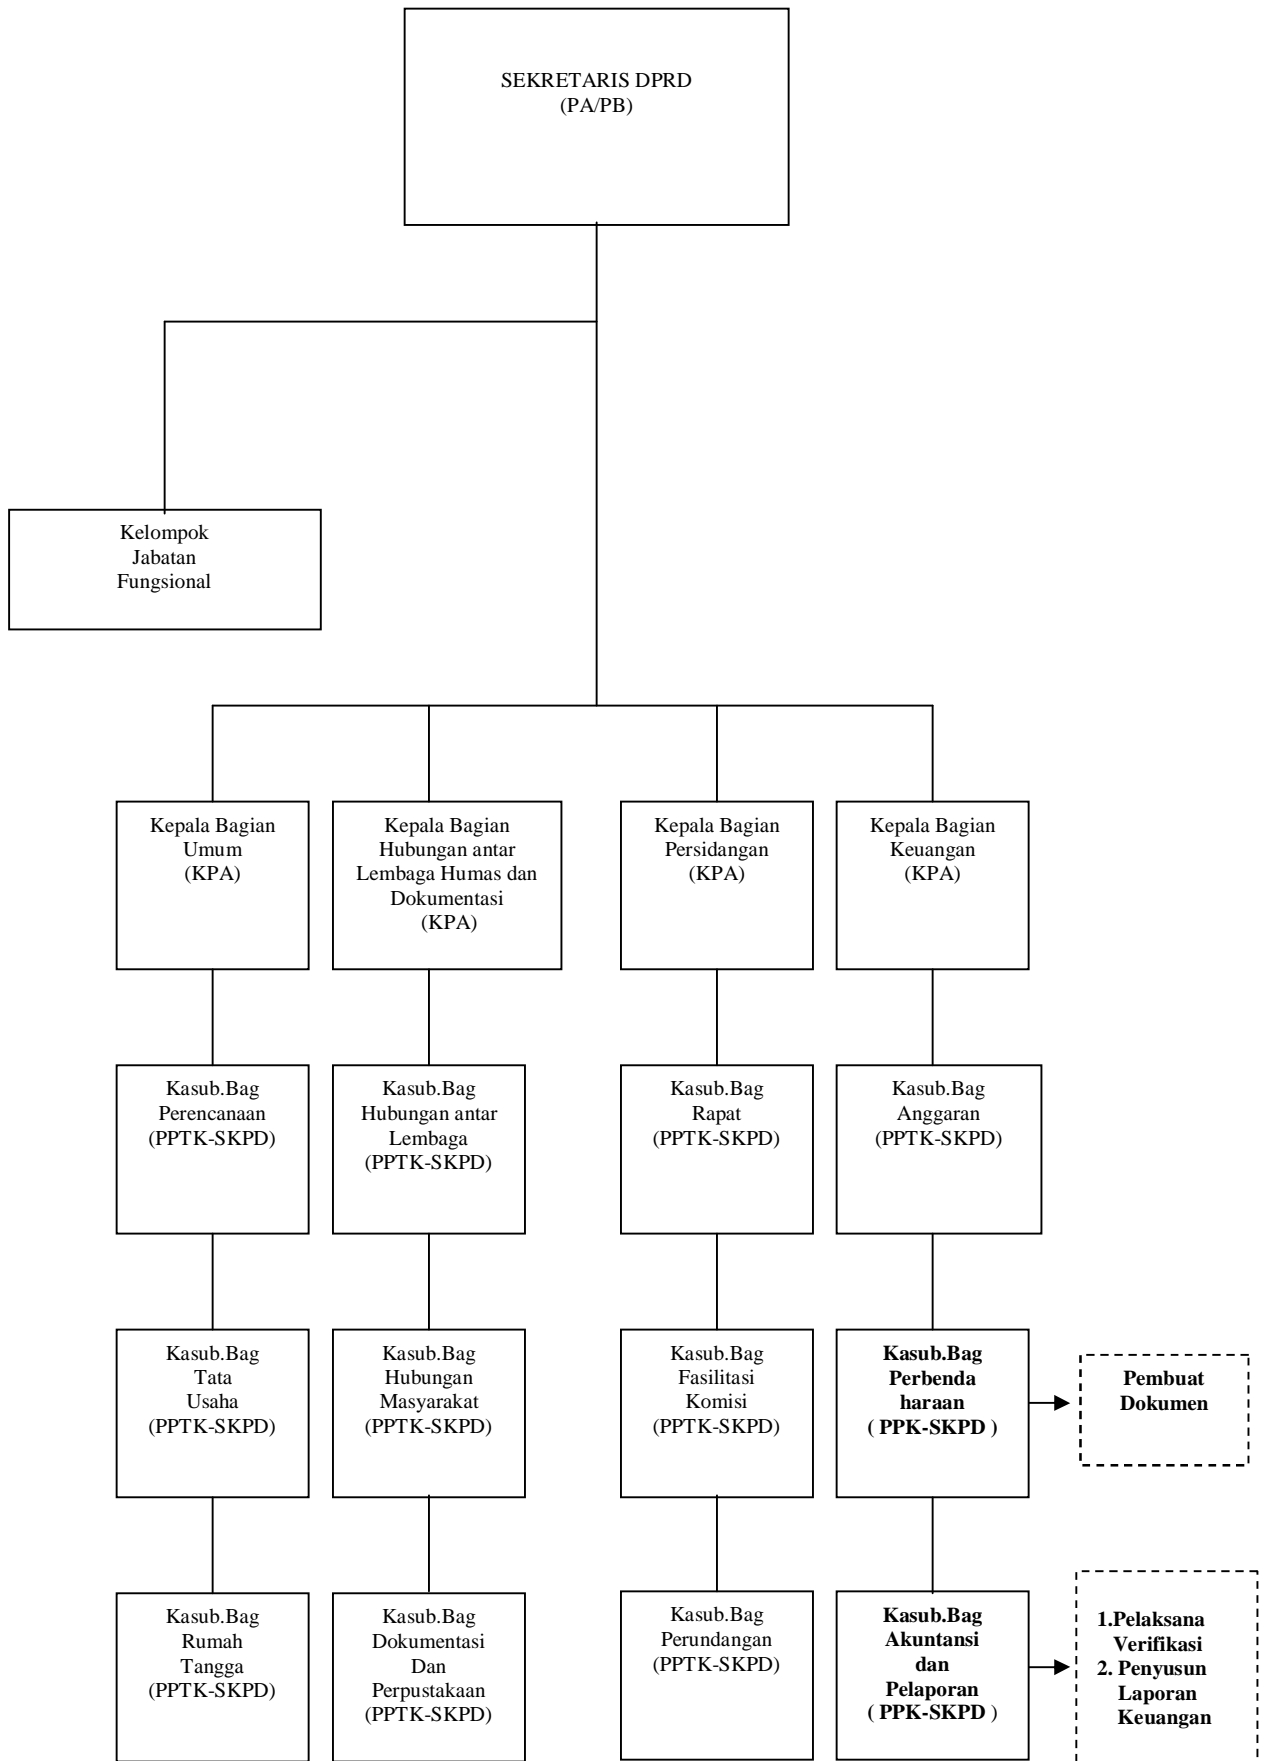 SEKRETARIS DPRD
(PA/PB)
Kelompok
Jabatan
Fungsional
Kepala Bagian
Umum
(KPA)
Kepala Bagian
Hubungan antar
Lembaga Humas dan
Dokumentasi
(KPA)
Kepala Bagian
Persidangan
(KPA)
Kepala Bagian
Keuangan
(KPA)
Kasub.Bag
Perencanaan
(PPTK-SKPD)
Kasub.Bag
Hubungan antar
Lembaga
(PPTK-SKPD)
Kasub.Bag
Rapat
(PPTK-SKPD)
Kasub.Bag
Anggaran
(PPTK-SKPD)
Kasub.Bag
Tata
Usaha
(PPTK-SKPD)
Kasub.Bag
Hubungan
Masyarakat
(PPTK-SKPD)
Kasub.Bag
Fasilitasi
Komisi
(PPTK-SKPD)
Kasub.Bag
Perbenda
haraan
( PPK-SKPD )
Pembuat
Dokumen
Kasub.Bag
Rumah
Tangga
(PPTK-SKPD)
Kasub.Bag
Dokumentasi
Dan
Perpustakaan
(PPTK-SKPD)
Kasub.Bag
Perundangan
(PPTK-SKPD)
Kasub.Bag
Akuntansi
dan
Pelaporan
( PPK-SKPD )
1.Pelaksana
Verifikasi
2. Penyusun
Laporan
Keuangan